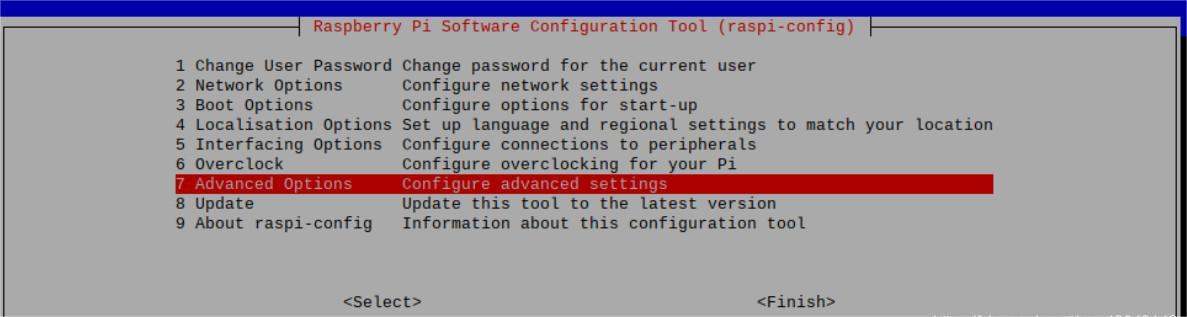 Raspberry Pi Software Configuration Tool (raspi-config)
1 Change User Password Change password for the current user
2 Network Options Configure network settings
3 Boot Options Configure options for start-up
4 Localisation Options Set up language and regional settings to match your location
5 Interfacing Options Configure connections to peripherals
6 Overclock Configure overclocking for your Pi
7 Advanced Options Configure advanced settings
8 Update Update this tool to the latest version
9 About raspi-config Information about this configuration tool
<Select> <Finish>